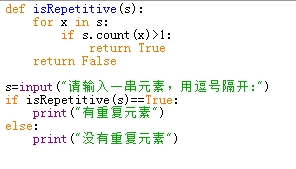 def isRepetitive(s):
    for x in s:
        if s.count(x)>1:
            return True
    return False

s=input("请输入一串元素，用逗号隔开:")
if isRepetitive(s)==True:
    print("有重复元素")
else:
    print("没有重复元素")